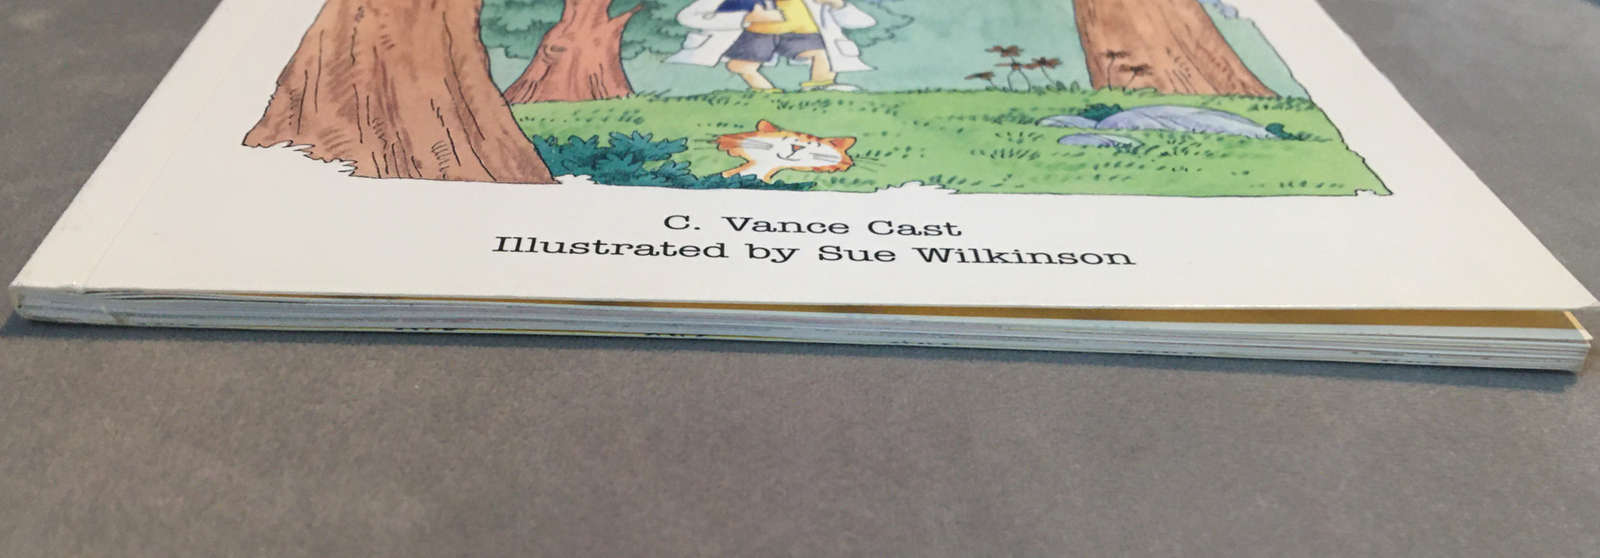 C. Vance Cast
Illustrated by Sue Wilkinson